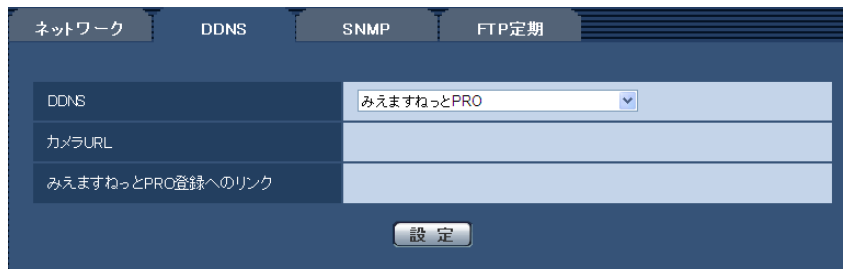 ネットワーク DDNS SNMP FTP定期
DDNS みえますねっとPRO
カメラURL
みえますねっとPRO登録へのリンク
設 定